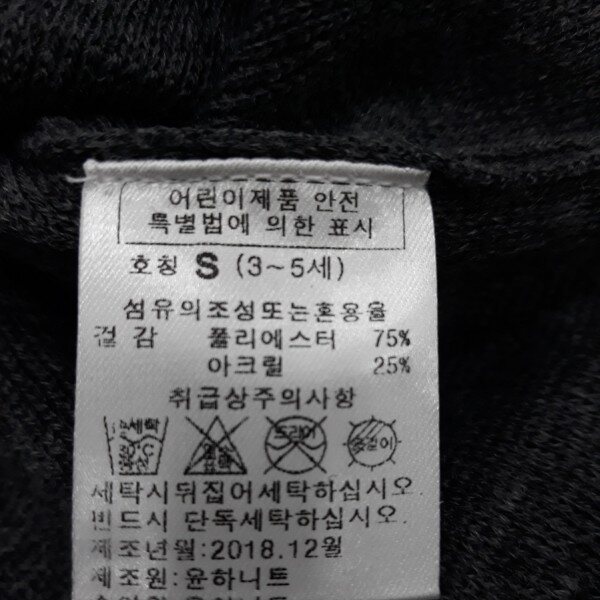 어린이제품 안전
특별법에 의한 표시
호칭 S (3~5세)
섬유의조성또는혼용율
겉감 폴리에스터 75%
아크릴 25%
취급상주의사항
드라이
세탁시뒤집어세탁하십시오.
반드시 단독세탁하십시오.
제조년월:2018.12월
제조원:윤하니트